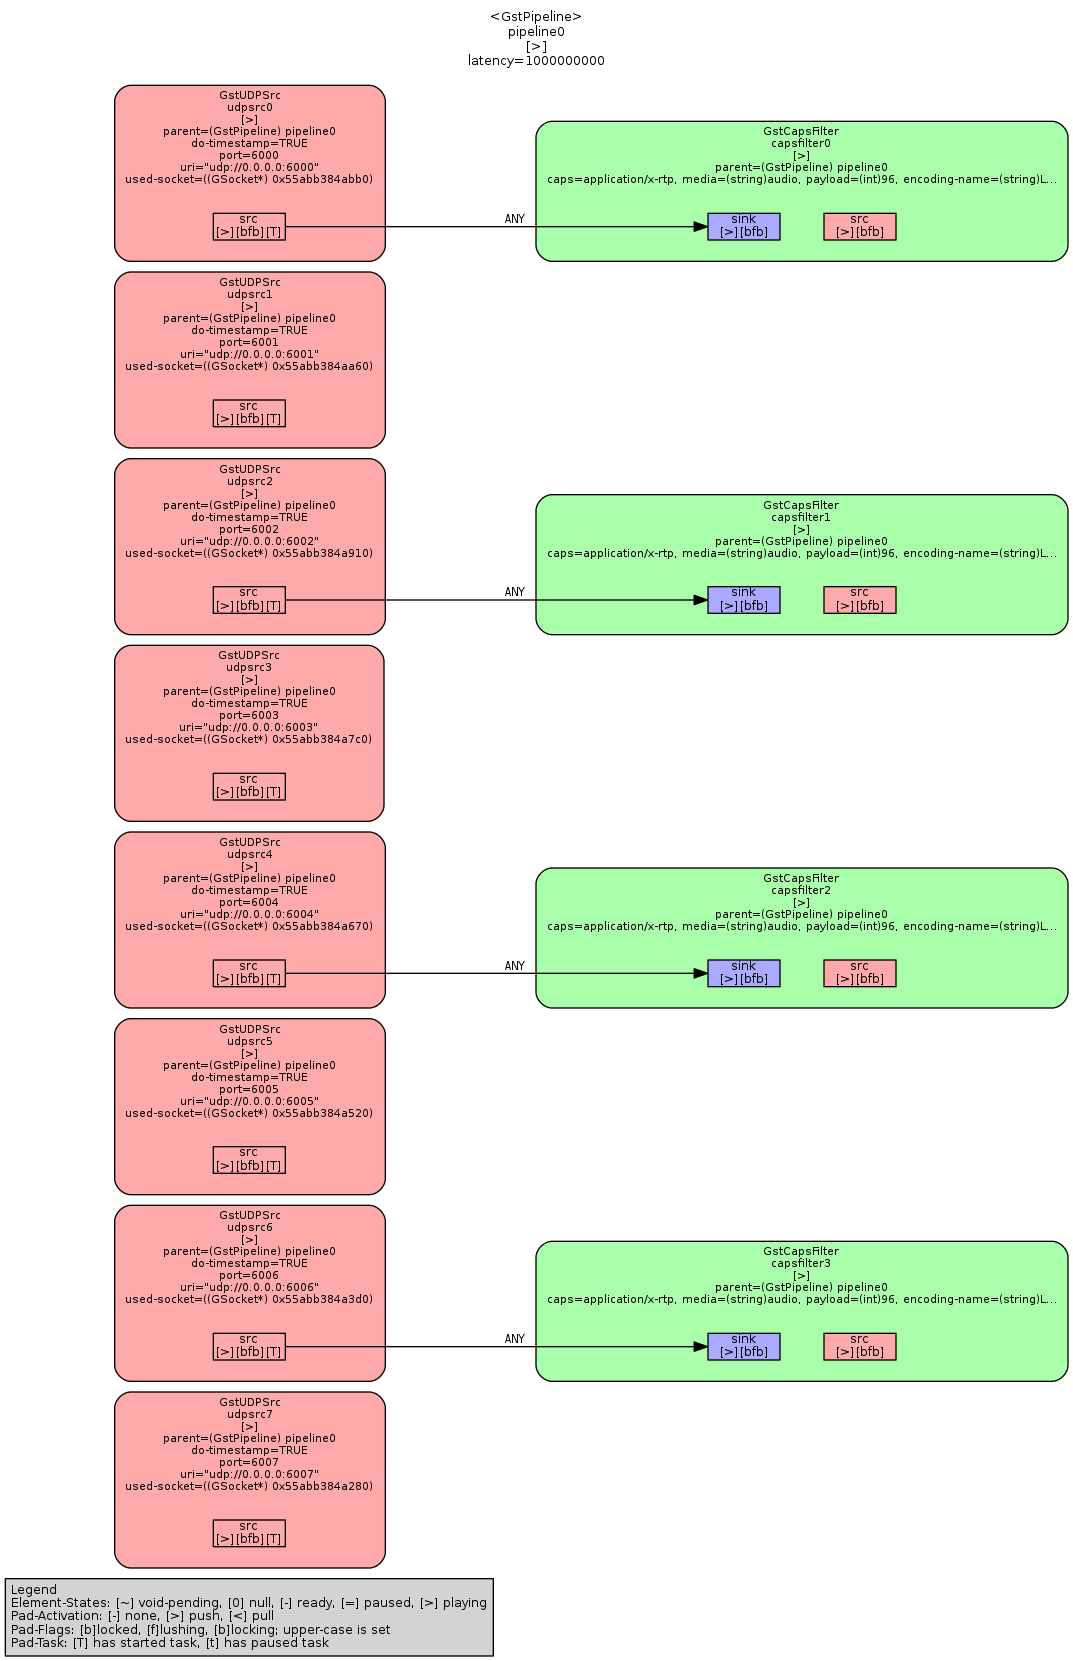 <GstPipeline>
pipeline0
[>]
latency=1000000000
GstUDPSrc
udpsrc0
[>]
parent=(GstPipeline) pipeline0
do-timestamp=TRUE
port=6000
uri="udp://0.0.0.0:6000"
used-socket=((GSocket*) 0x55abb384abb0)
src
[>][bfb][T]
ANY
GstCapsFilter
capsfilter0
[>]
parent=(GstPipeline) pipeline0
caps=application/x-rtp, media=(string)audio, payload=(int)96, encoding-name=(string)L...
sink
[>][bfb]
src
[>][bfb]
GstUDPSrc
udpsrc1
[>]
parent=(GstPipeline) pipeline0
do-timestamp=TRUE
port=6001
uri="udp://0.0.0.0:6001"
used-socket=((GSocket*) 0x55abb384aa60)
src
[>][bfb][T]
GstUDPSrc
udpsrc2
[>]
parent=(GstPipeline) pipeline0
do-timestamp=TRUE
port=6002
uri="udp://0.0.0.0:6002"
used-socket=((GSocket*) 0x55abb384a910)
src
[>][bfb][T]
ANY
GstCapsFilter
capsfilter1
[>]
parent=(GstPipeline) pipeline0
caps=application/x-rtp, media=(string)audio, payload=(int)96, encoding-name=(string)L...
sink
[>][bfb]
src
[>][bfb]
GstUDPSrc
udpsrc3
[>]
parent=(GstPipeline) pipeline0
do-timestamp=TRUE
port=6003
uri="udp://0.0.0.0:6003"
used-socket=((GSocket*) 0x55abb384a7c0)
src
[>][bfb][T]
GstUDPSrc
udpsrc4
[>]
parent=(GstPipeline) pipeline0
do-timestamp=TRUE
port=6004
uri="udp://0.0.0.0:6004"
used-socket=((GSocket*) 0x55abb384a670)
src
[>][bfb][T]
ANY
GstCapsFilter
capsfilter2
[>]
parent=(GstPipeline) pipeline0
caps=application/x-rtp, media=(string)audio, payload=(int)96, encoding-name=(string)L...
sink
[>][bfb]
src
[>][bfb]
GstUDPSrc
udpsrc5
[>]
parent=(GstPipeline) pipeline0
do-timestamp=TRUE
port=6005
uri="udp://0.0.0.0:6005"
used-socket=((GSocket*) 0x55abb384a520)
src
[>][bfb][T]
GstUDPSrc
udpsrc6
[>]
parent=(GstPipeline) pipeline0
do-timestamp=TRUE
port=6006
uri="udp://0.0.0.0:6006"
used-socket=((GSocket*) 0x55abb384a3d0)
src
[>][bfb][T]
ANY
GstCapsFilter
capsfilter3
[>]
parent=(GstPipeline) pipeline0
caps=application/x-rtp, media=(string)audio, payload=(int)96, encoding-name=(string)L...
sink
[>][bfb]
src
[>][bfb]
GstUDPSrc
udpsrc7
[>]
parent=(GstPipeline) pipeline0
do-timestamp=TRUE
port=6007
uri="udp://0.0.0.0:6007"
used-socket=((GSocket*) 0x55abb384a280)
src
[>][bfb][T]
Legend
Element-States: [~] void-pending, [0] null, [-] ready, [=] paused, [>] playing
Pad-Activation: [-] none, [>] push, [<] pull
Pad-Flags: [b]locked, [f]lushing, [b]locking; upper-case is set
Pad-Task: [T] has started task, [t] has paused task